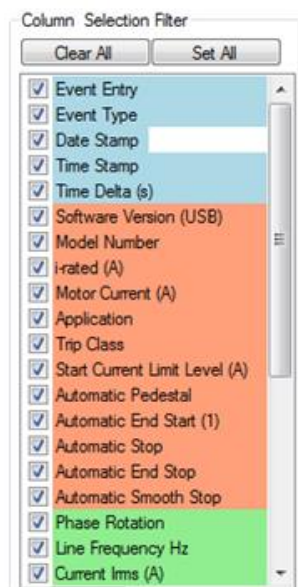 Column Selection Filter
Clear All Set All
Event Entry
Event Type
Date Stamp
Time Stamp
Time Delta (s)
Software Version (USB)
Model Number
i-rated (A)
Motor Current (A)
Application
Trip Class
Start Current Limit Level (A)
Automatic Pedestal
Automatic End Start (1)
Automatic Stop
Automatic End Stop
Automatic Smooth Stop
Phase Rotation
Line Frequency Hz
Current Irms (A)